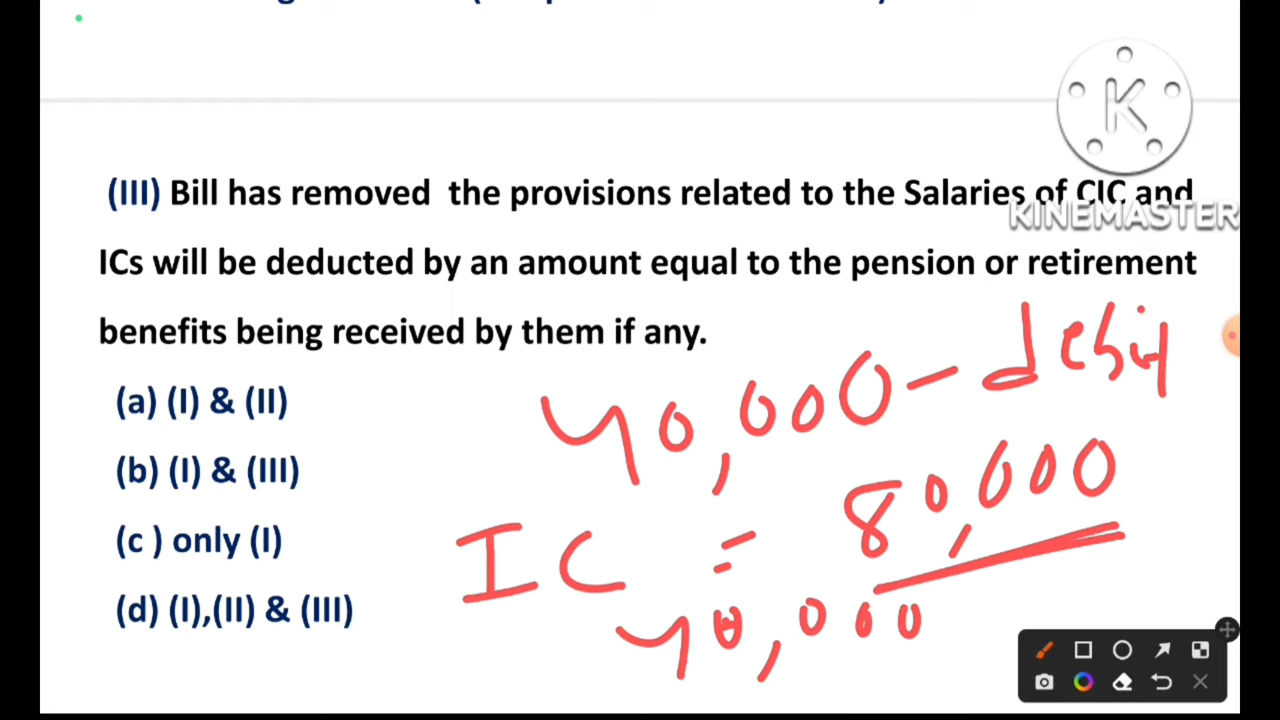 K
(III) Bill has removed the provisions related to the Salaries of CIC and
KINEMASTER
ICs will be deducted by an amount equal to the pension or retirement
benefits being received by them if any.
40,000 - debit
(a) (I) & (II)
(b) (I) & (III)
IC = 80,000
(c ) only (I)
(d) (I),(II) & (III)
40,000